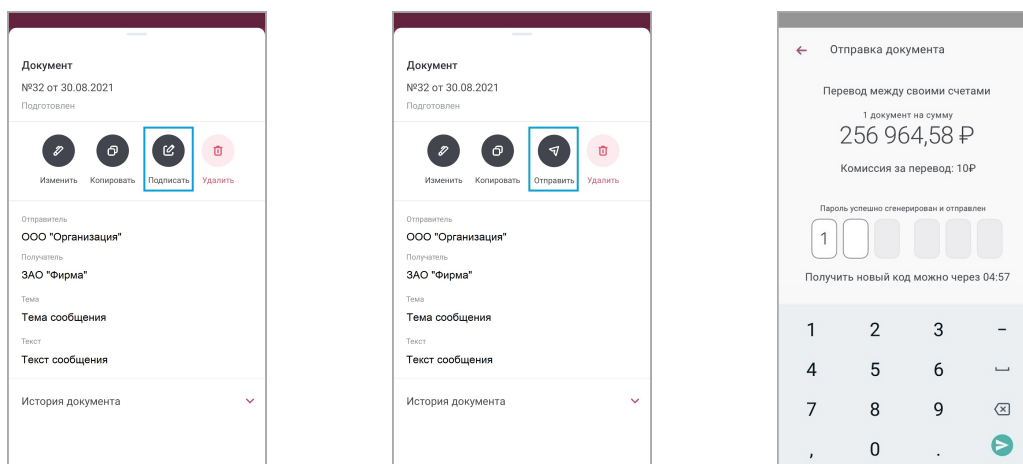 Документ
№32 от 30.08.2021
Подготовлен
Изменить Копировать Подписать Удалить
Отправитель
ООО "Организация"
Получатель
ЗАО "Фирма"
Тема
Тема сообщения
Текст
Текст сообщения
История документа
Документ
№32 от 30.08.2021
Подготовлен
Изменить Копировать Отправить Удалить
Отправитель
ООО "Организация"
Получатель
ЗАО "Фирма"
Тема
Тема сообщения
Текст
Текст сообщения
История документа
Отправка документа
Перевод между своими счетами
1 документ на сумму
256 964,58 ₽
Комиссия за перевод: 10₽
Пароль успешно сгенерирован и отправлен
1
Получить новый код можно через 04:57
1 2 3 -
4 5 6
7 8 9
, 0 .